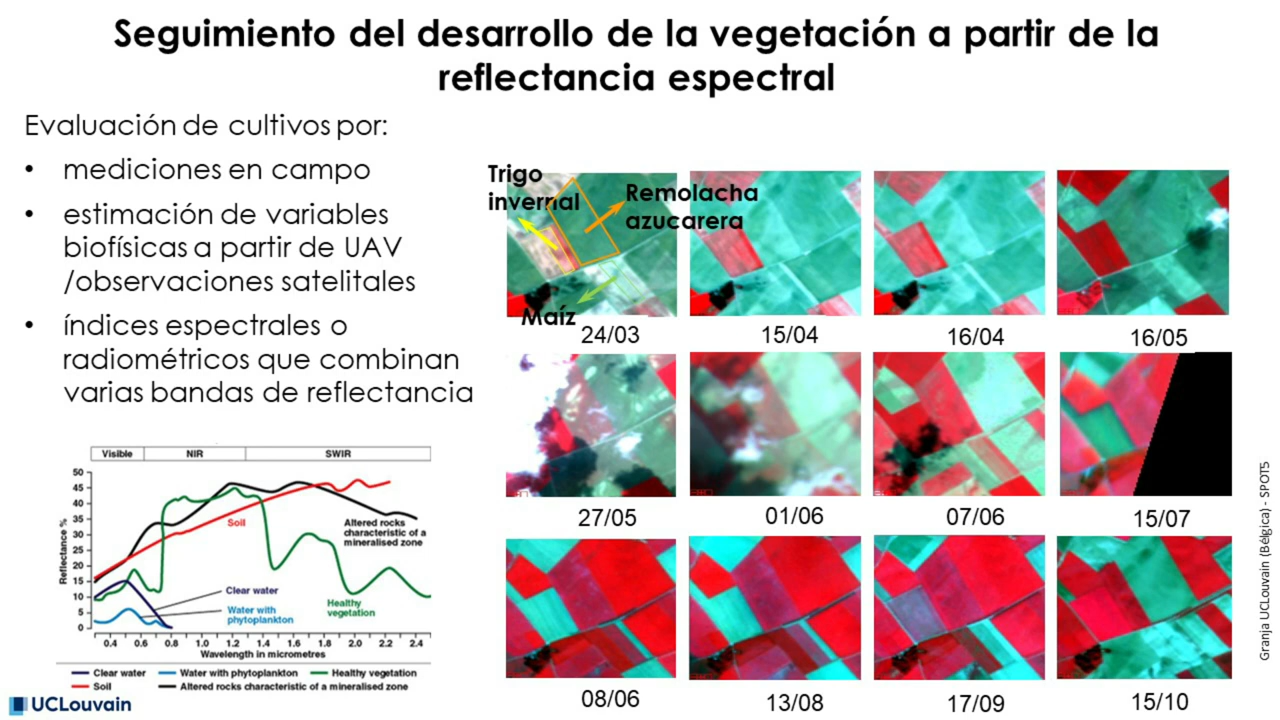 Seguimiento del desarrollo de la vegetación a partir de la
reflectancia espectral
Evaluación de cultivos por:
• mediciones en campo
• estimación de variables
biofísicas a partir de UAV
/observaciones satelitales
• índices espectrales o
radiométricos que combinan
varias bandas de reflectancia
Trigo
invernal
Remolacha
azucarera
Maíz
24/03
15/04
16/04
16/05
27/05
01/06
07/06
15/07
08/06
13/08
17/09
15/10
Granja UCLouvain (Bélgica) - SPOT5
Visible NIR SWIR
Reflectance %
50
45
40
35
30
25
20
15
10
5
0
Soil
Altered rocks
characteristic of a
mineralised zone
Clear water
Water with
phytoplankton
Healthy
vegetation
0.4 0.6 0.8 1.0 1.2 1.4 1.6 1.8 2.0 2.2 2.4
Wavelength in micrometres
Clear water Water with phytoplankton Healthy vegetation
Soil Altered rocks characteristic of a mineralised zone
UCLouvain